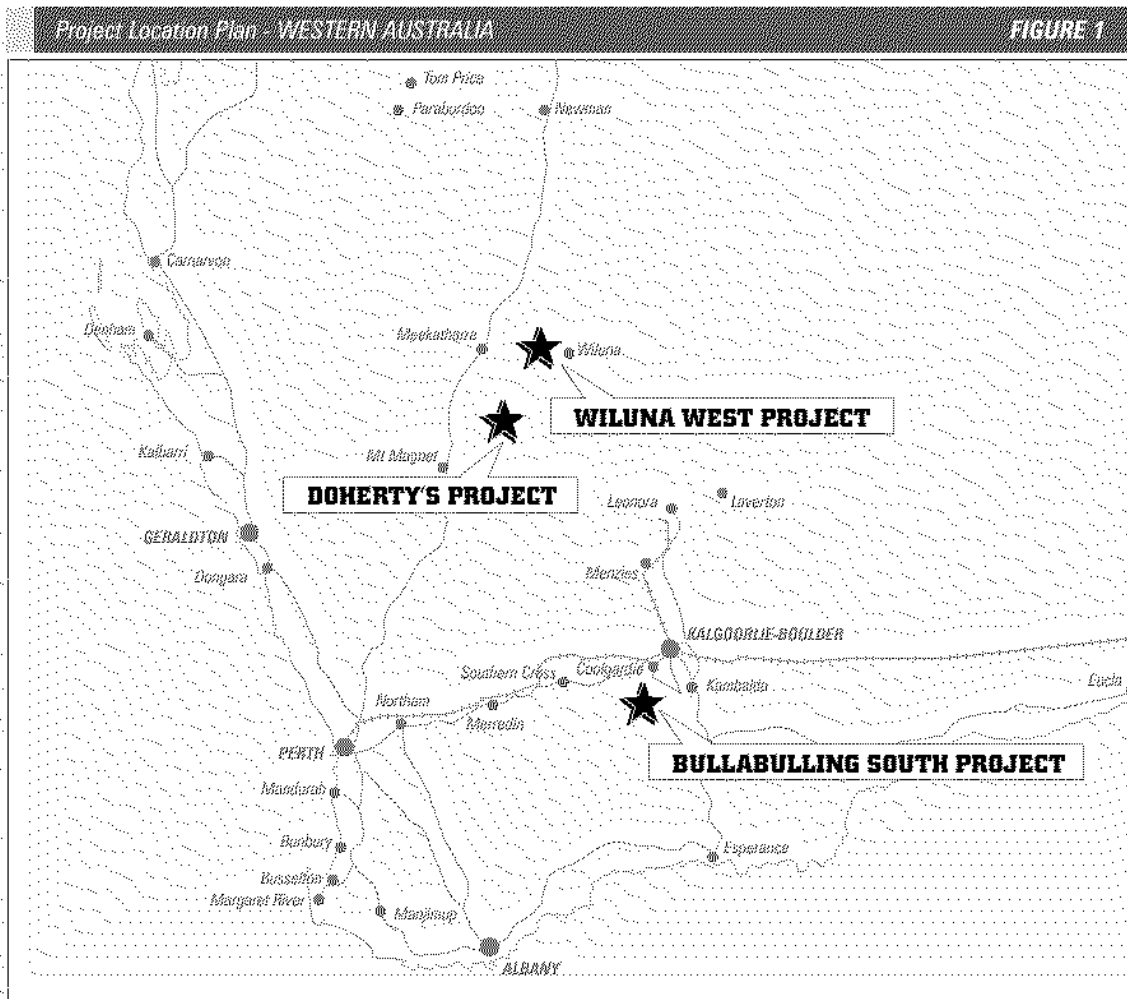 Project Location Plan - WESTERN AUSTRALIA
FIGURE 1
Tom Price
Paraburdoo
Newman
Carnarvon
Denham
Meekatharra
Wiluna
WILUNA WEST PROJECT
Kalbarri
Mt Magnet
DOHERTY'S PROJECT
Leonora
Laverton
GERALDTON
Dongara
Menzies
KALGOORLIE-BOULDER
Southern Cross
Coolgardie
Kambalda
Eucla
Northam
Merredin
PERTH
BULLABULLING SOUTH PROJECT
Mandurah
Bunbury
Esperance
Busselton
Margaret River
Manjimup
ALBANY